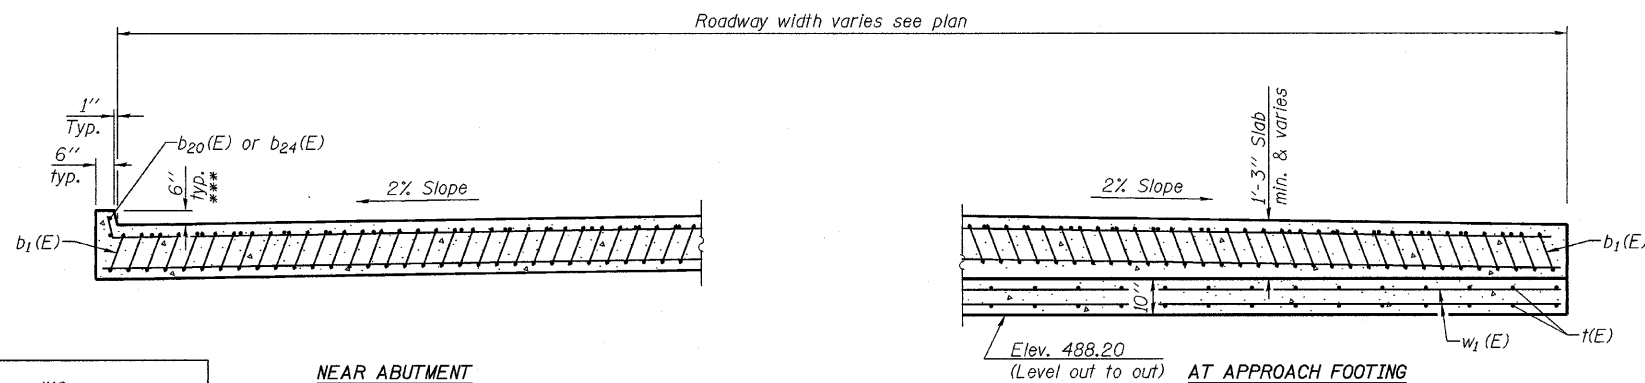 Roadway width varies see plan
1"
Typ.
b20(E) or b24(E)
6"
typ.
6"
typ.
***
2% Slope
2% Slope
1'-3" Slab
min. & varies
b1(E)
b1(E)
10"
t(E)
w1(E)
Elev. 488.20
(Level out to out)
NEAR ABUTMENT
AT APPROACH FOOTING